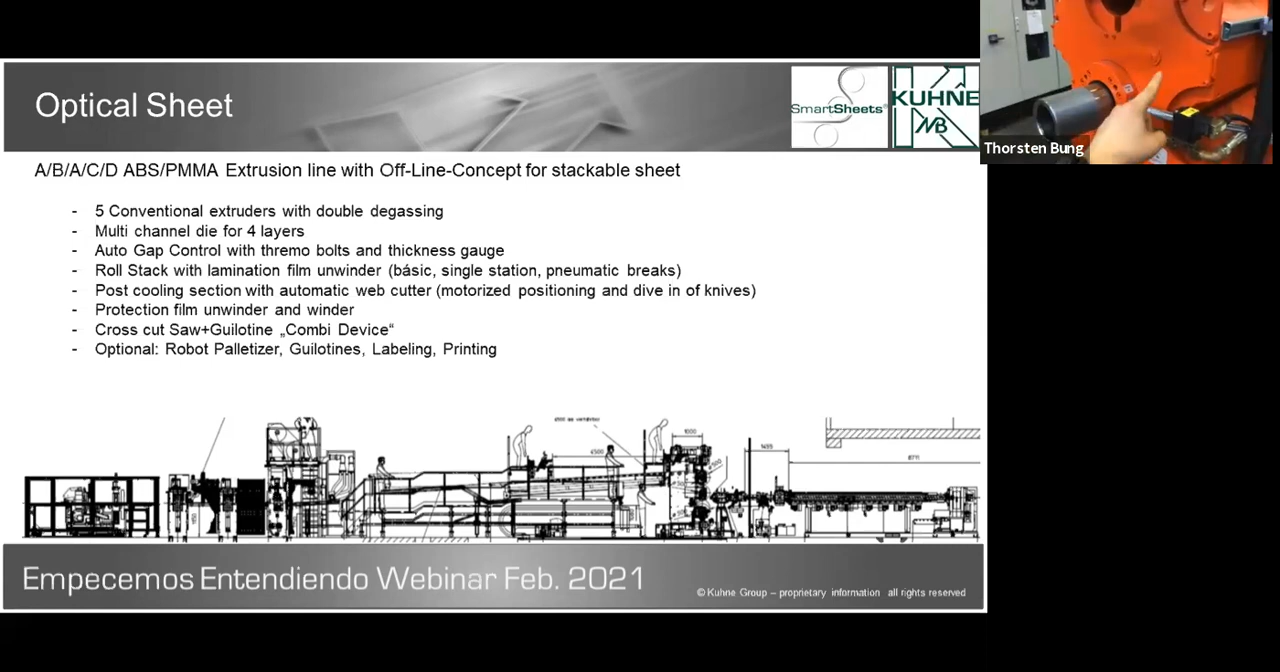 Optical Sheet
SmartSheets®
KUHNE
Thorsten Bung
A/B/A/C/D ABS/PMMA Extrusion line with Off-Line-Concept for stackable sheet
- 5 Conventional extruders with double degassing
- Multi channel die for 4 layers
- Auto Gap Control with thremo bolts and thickness gauge
- Roll Stack with lamination film unwinder (básic, single station, pneumatic breaks)
- Post cooling section with automatic web cutter (motorized positioning and dive in of knives)
- Protection film unwinder and winder
- Cross cut Saw+Guilotine „Combi Device“
- Optional: Robot Palletizer, Guilotines, Labeling, Printing
1000
4500
Empecemos Entendiendo Webinar Feb. 2021
© Kuhne Group – proprietary information all rights reserved